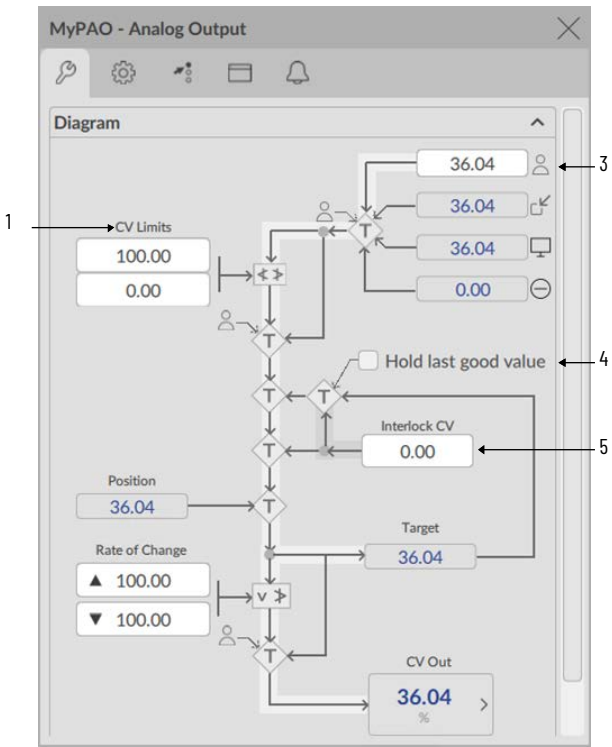 MyPAO - Analog Output
Diagram
36.04
3
36.04
1
CV Limits
T
36.04
100.00
0.00
0.00
T
Hold last good value
4
T
T
Interlock CV
T
0.00
5
Position
36.04
T
Target
36.04
Rate of Change
100.00
V
100.00
T
CV Out
36.04
%